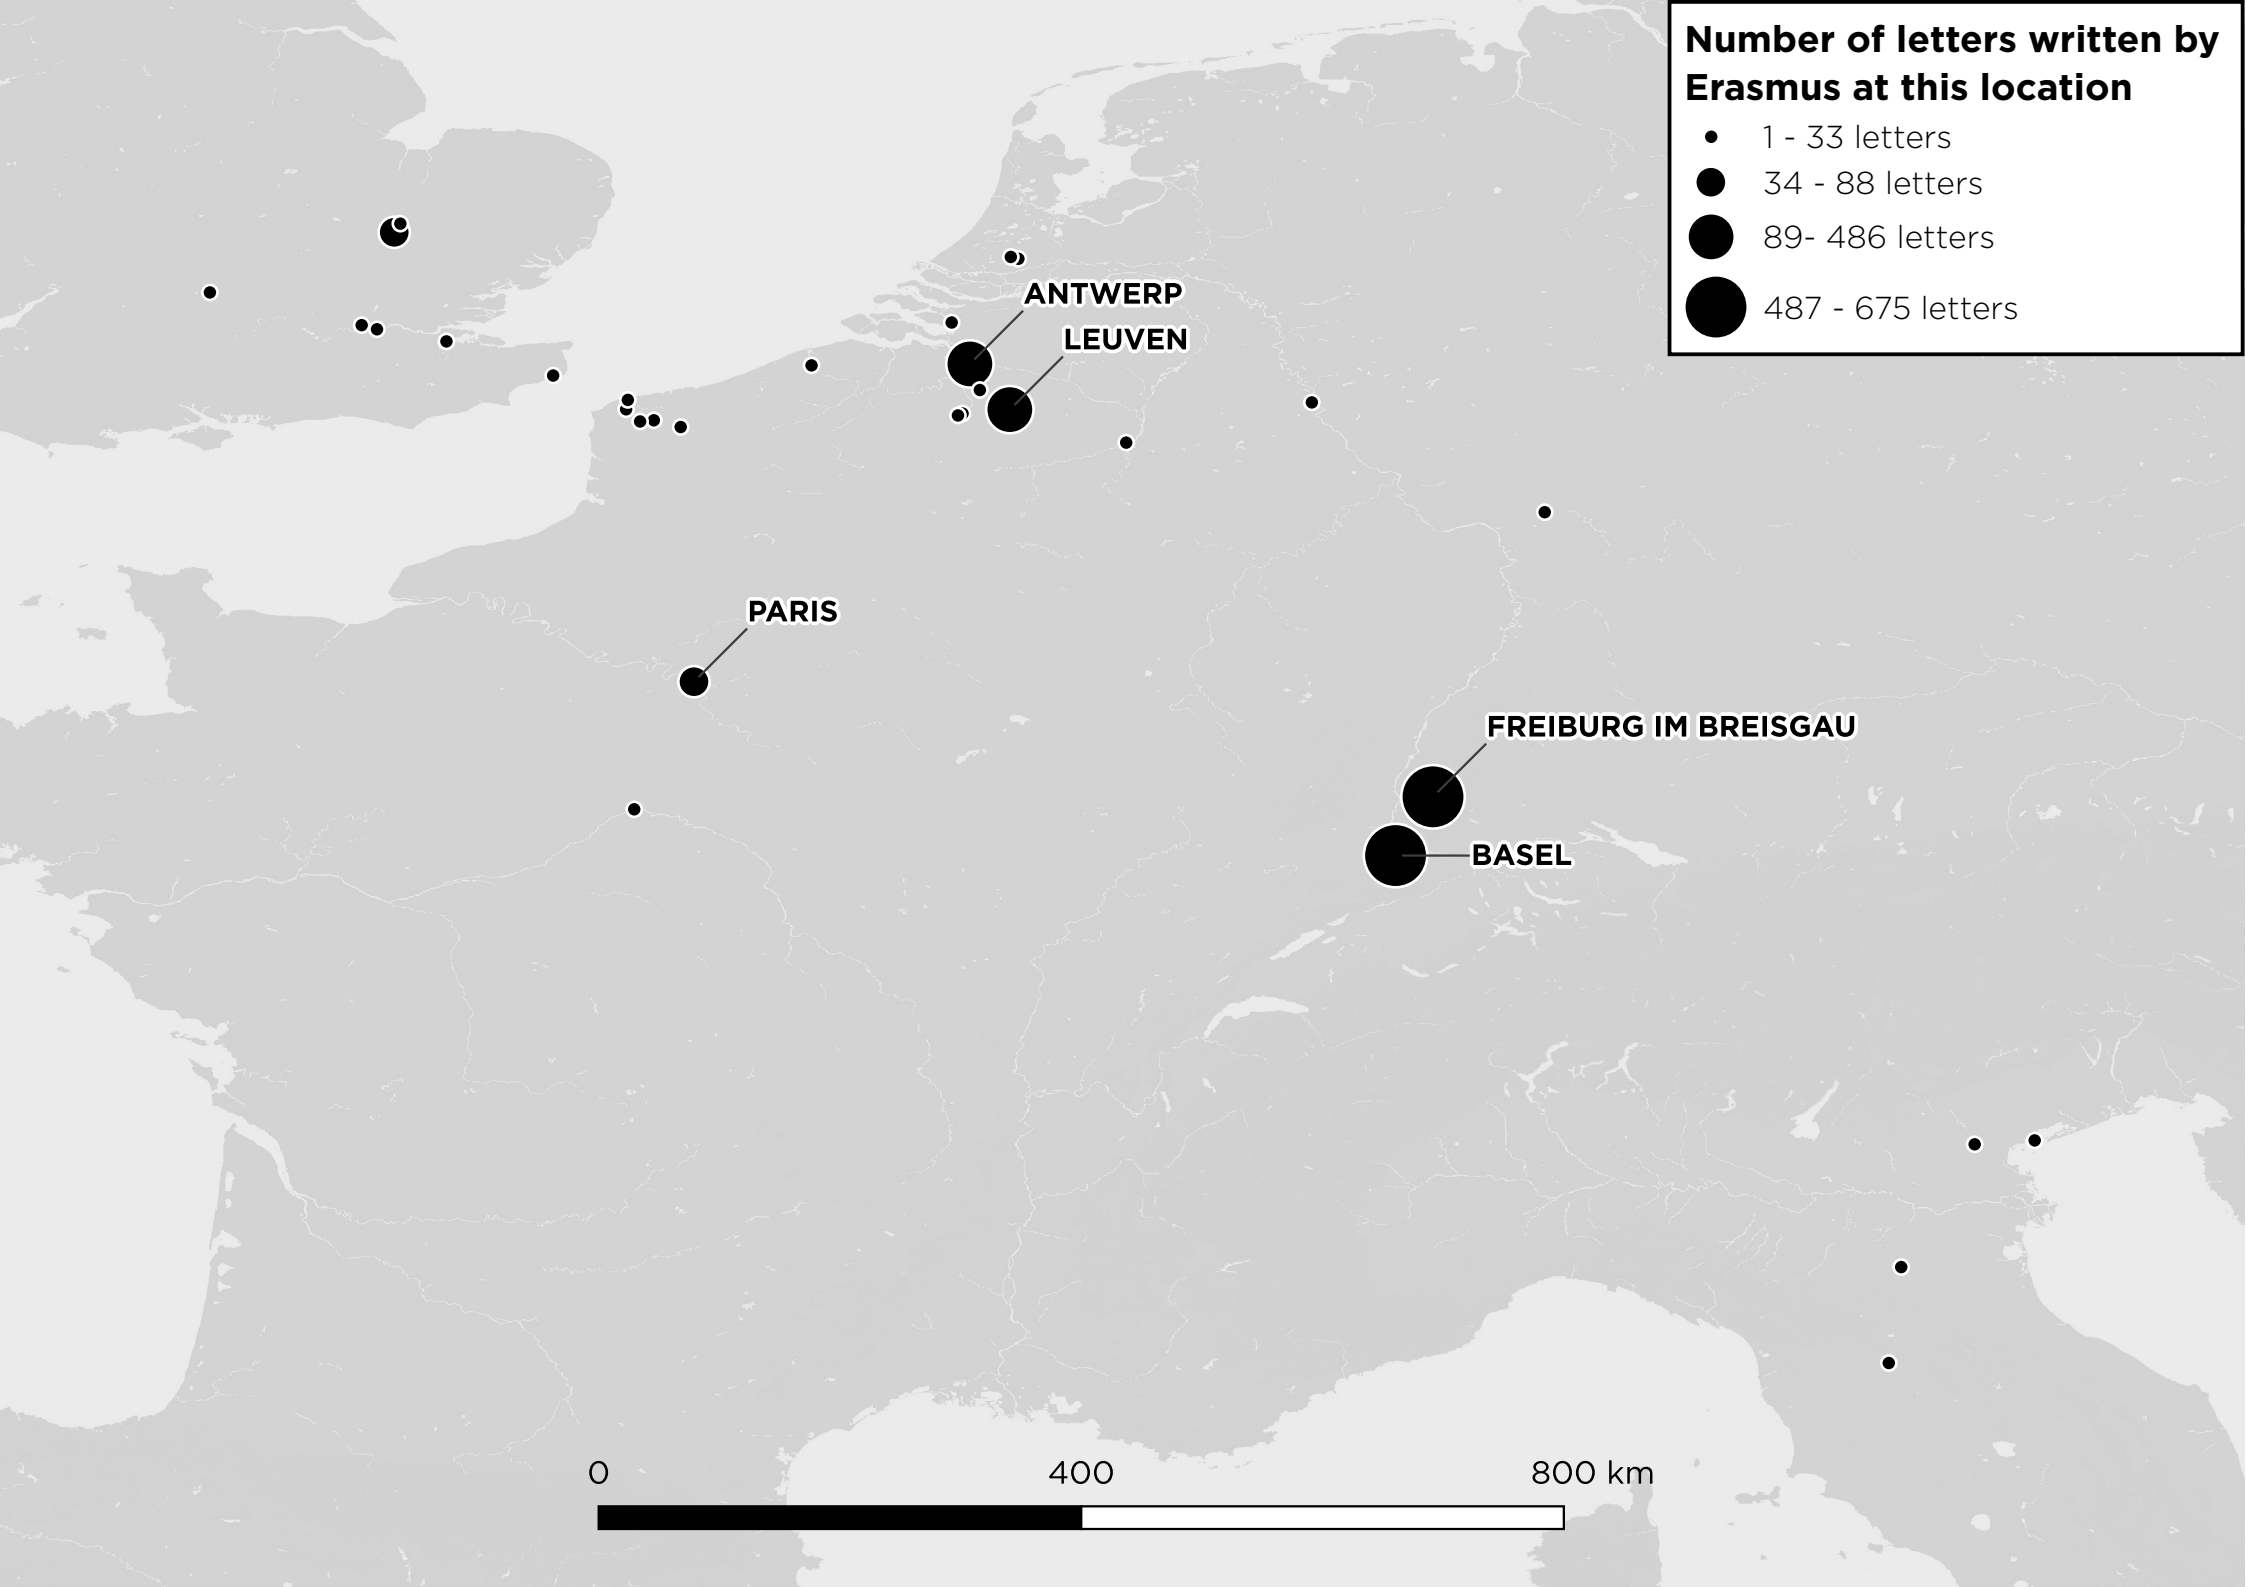 Number of letters written by
Erasmus at this location
1 - 33 letters
34 - 88 letters
89- 486 letters
487 - 675 letters
ANTWERP
LEUVEN
PARIS
FREIBURG IM BREISGAU
BASEL
0 400 800 km